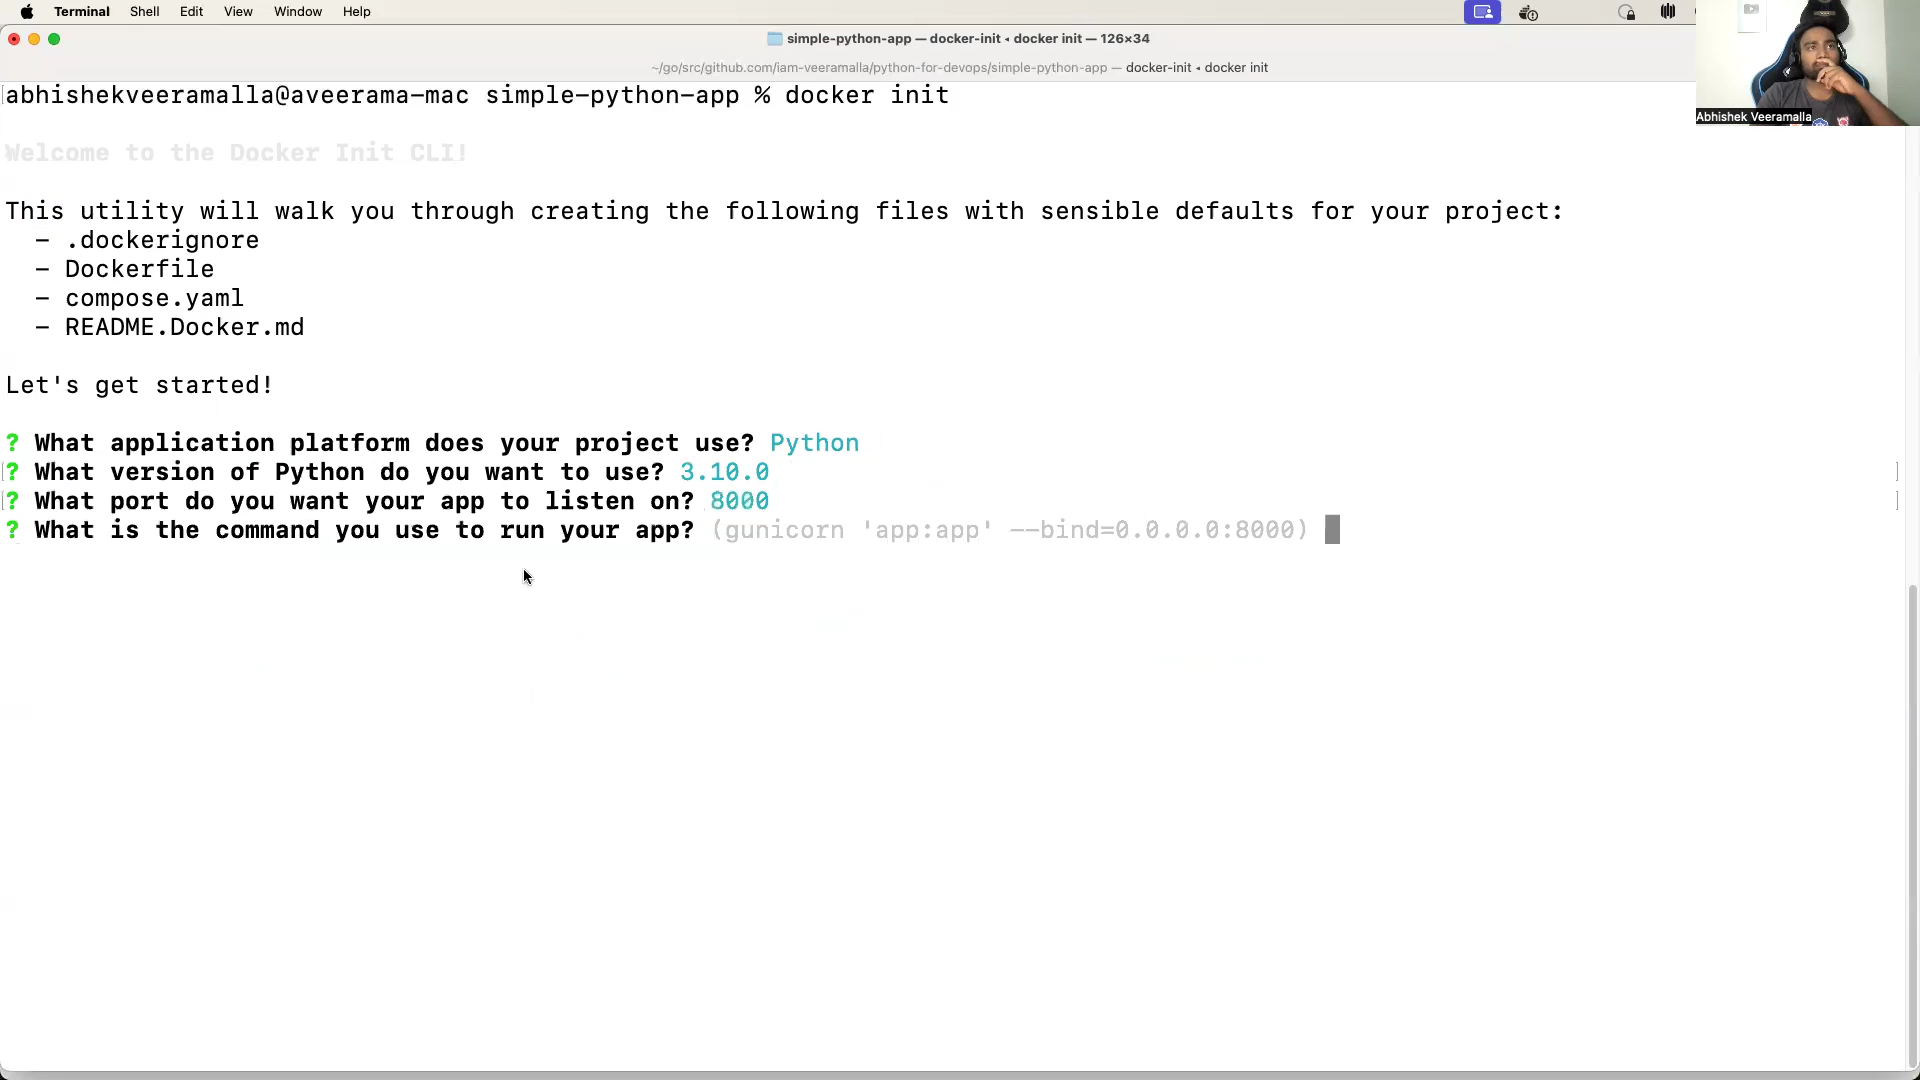 Terminal Shell Edit View Window Help
simple-python-app — docker-init ◂ docker init — 126×34
~/go/src/github.com/iam-veeramalla/python-for-devops/simple-python-app — docker-init ◂ docker init
abhishekveeramalla@aveerama-mac simple-python-app % docker init
Abhishek Veeramalla
Welcome to the Docker Init CLI!
This utility will walk you through creating the following files with sensible defaults for your project:
- .dockerignore
- Dockerfile
- compose.yaml
- README.Docker.md
Let's get started!
? What application platform does your project use? Python
? What version of Python do you want to use? 3.10.0
? What port do you want your app to listen on? 8000
? What is the command you use to run your app? (gunicorn 'app:app' --bind=0.0.0.0:8000)